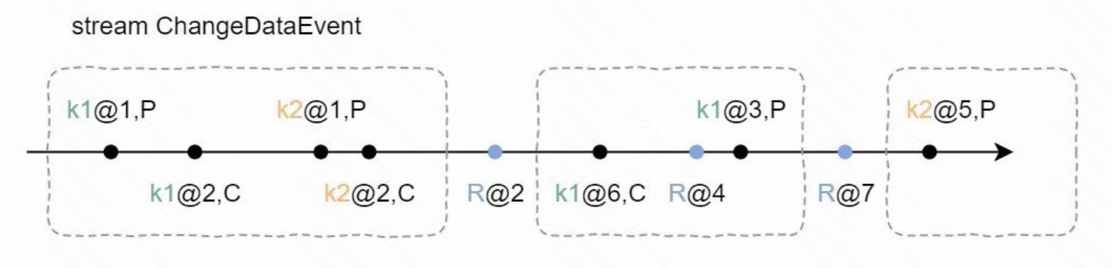 stream ChangeDataEvent
k1@1,P k2@1,P k1@3,P k2@5,P
k1@2,C k2@2,C R@2 k1@6,C R@4 R@7